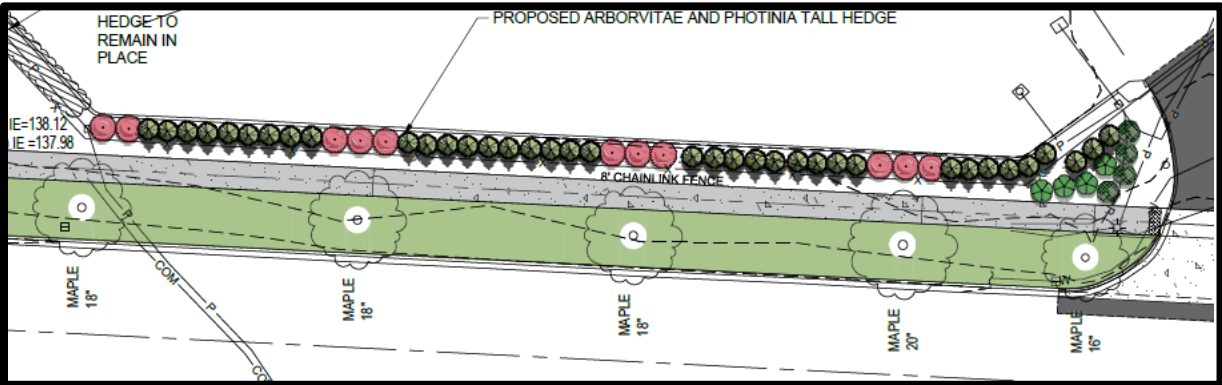 HEDGE TO
REMAIN IN
PLACE
PROPOSED ARBORVITAE AND PHOTINIA TALL HEDGE
IE=138.12
IE =137.98
8' CHAINLINK FENCE
P
P
P
P
P
R
COM
P
CO
W
MAPLE
18"
MAPLE
18"
MAPLE
18"
MAPLE
20"
MAPLE
16"